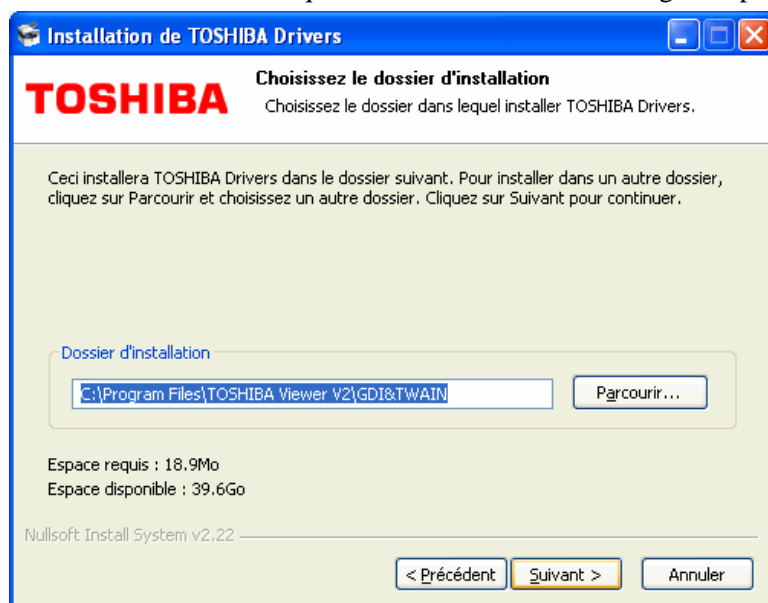 Installation de TOSHIBA Drivers
TOSHIBA
Choisissez le dossier d'installation
Choisissez le dossier dans lequel installer TOSHIBA Drivers.
Ceci installera TOSHIBA Drivers dans le dossier suivant. Pour installer dans un autre dossier,
cliquez sur Parcourir et choisissez un autre dossier. Cliquez sur Suivant pour continuer.
Dossier d'installation
C:\Program Files\TOSHIBA Viewer V2\GDI&TWAIN
Parcourir...
Espace requis : 18.9Mo
Espace disponible : 39.6Go
Nullsoft Install System v2.22
< Précédent
Suivant >
Annuler